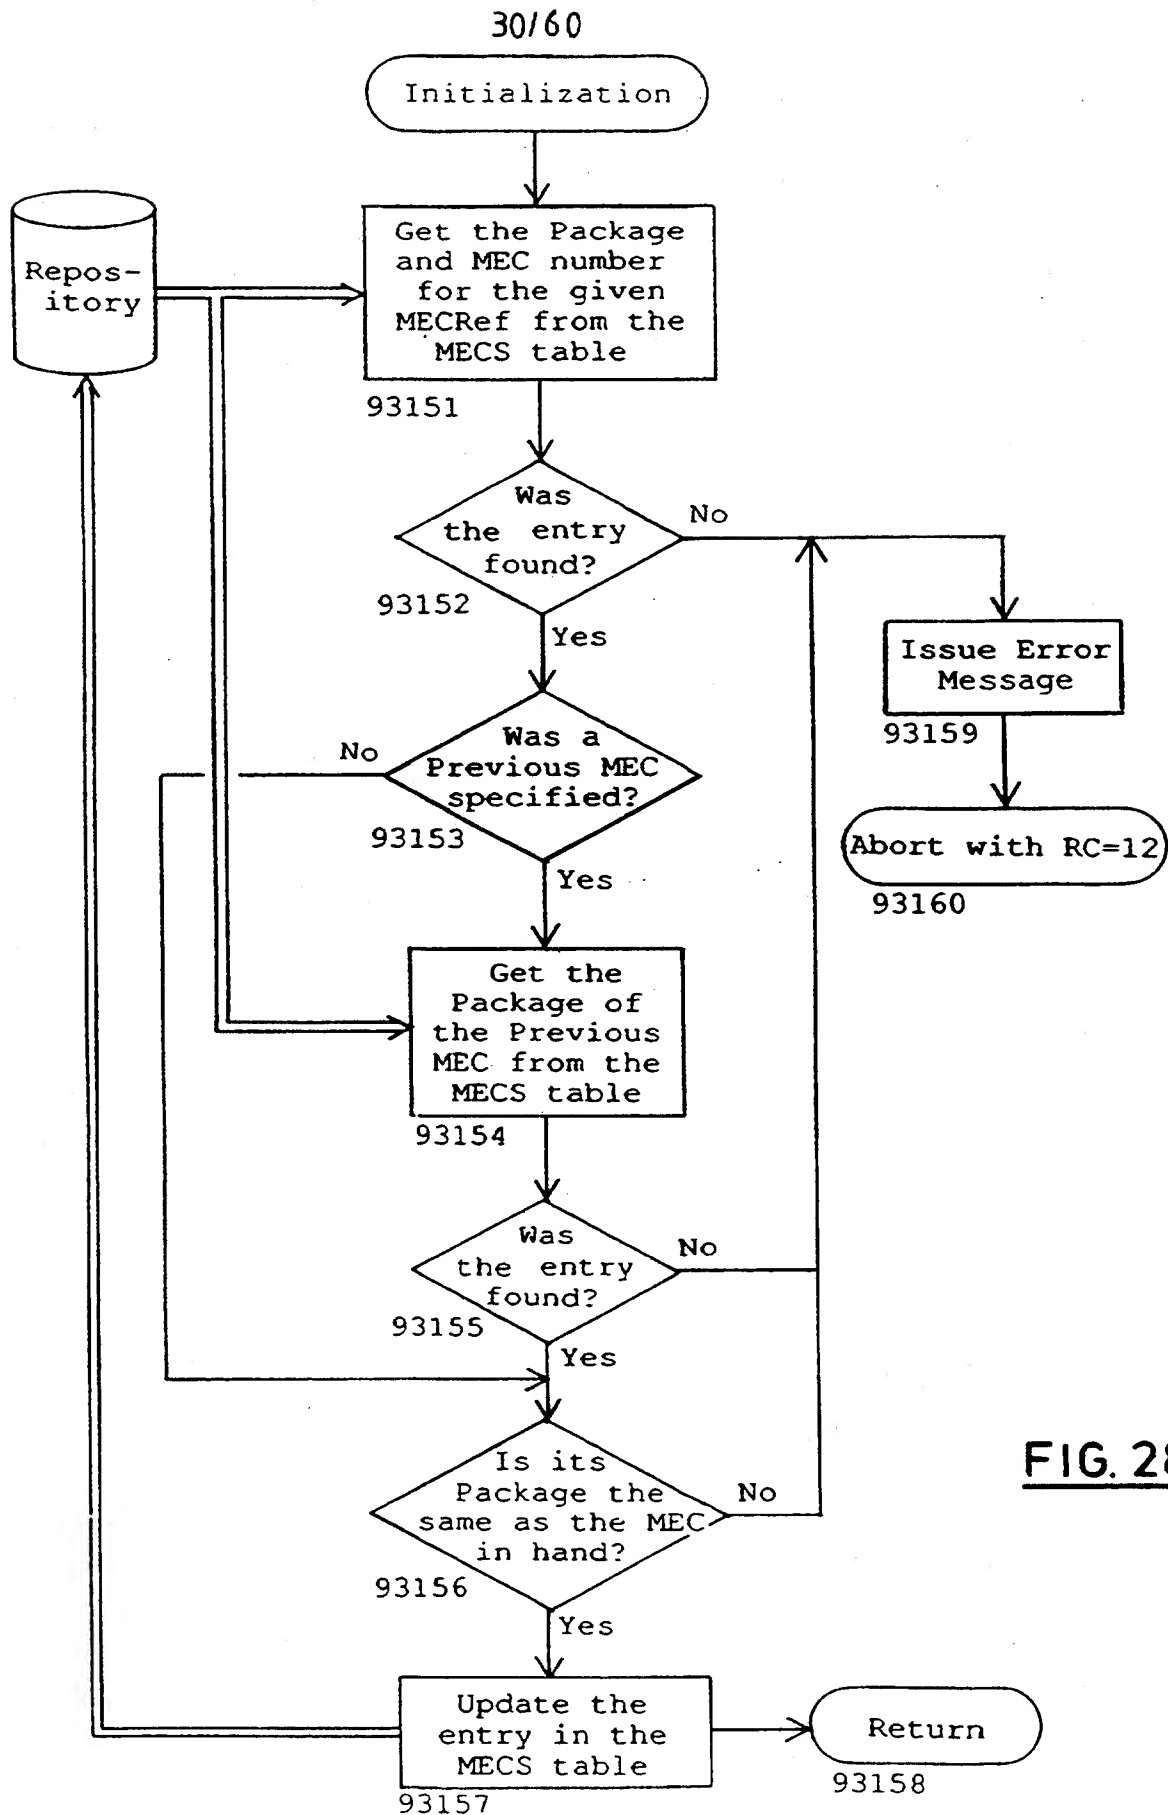 30/60
Initialization
Repos-
itory
Get the Package
and MEC number
for the given
MECRef from the
MECS table
93151
Was
the entry
found?
No
93152
Yes
Issue Error
Message
93159
Was a
Previous MEC
specified?
No
93153
Yes
Abort with RC=12
93160
Get the
Package of
the Previous
MEC from the
MECS table
93154
Was
the entry
found?
No
93155
Yes
Is its
Package the
same as the MEC
in hand?
No
93156
Yes
FIG. 28
Update the
entry in the
MECS table
93157
Return
93158